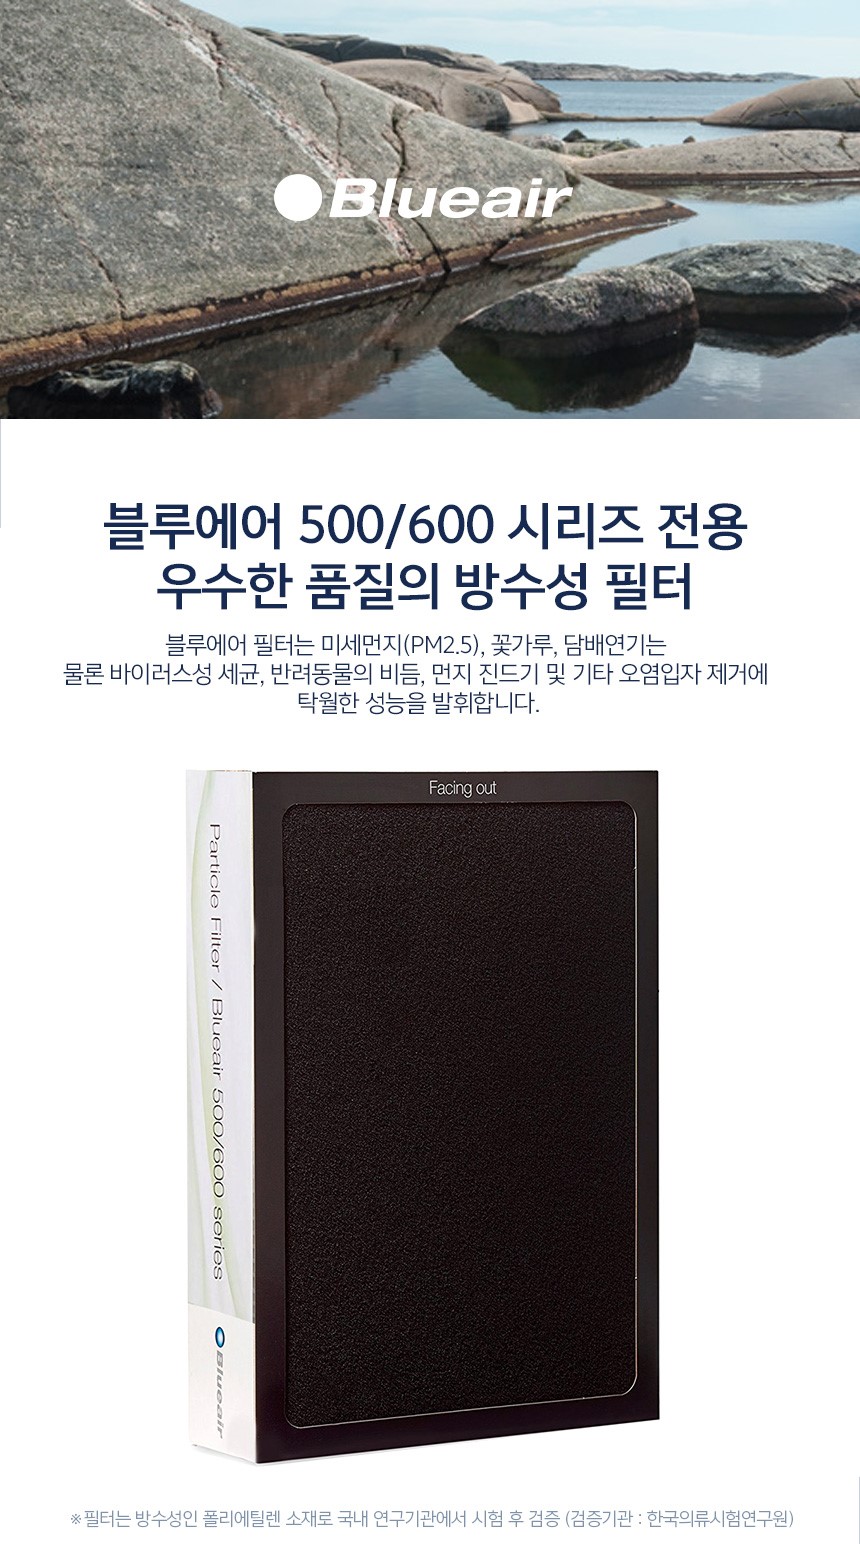 Blueair
블루에어 500/600 시리즈 전용
우수한 품질의 방수성 필터
블루에어 필터는 미세먼지(PM2.5), 꽃가루, 담배연기는
물론 바이러스성 세균, 반려동물의 비듬, 먼지 진드기 및 기타 오염입자 제거에
탁월한 성능을 발휘합니다.
Facing out
Particle Filter / Blueair 500/600 series
Blueair
※필터는 방수성인 폴리에틸렌 소재로 국내 연구기관에서 시험 후 검증 (검증기관 : 한국의류시험연구원)